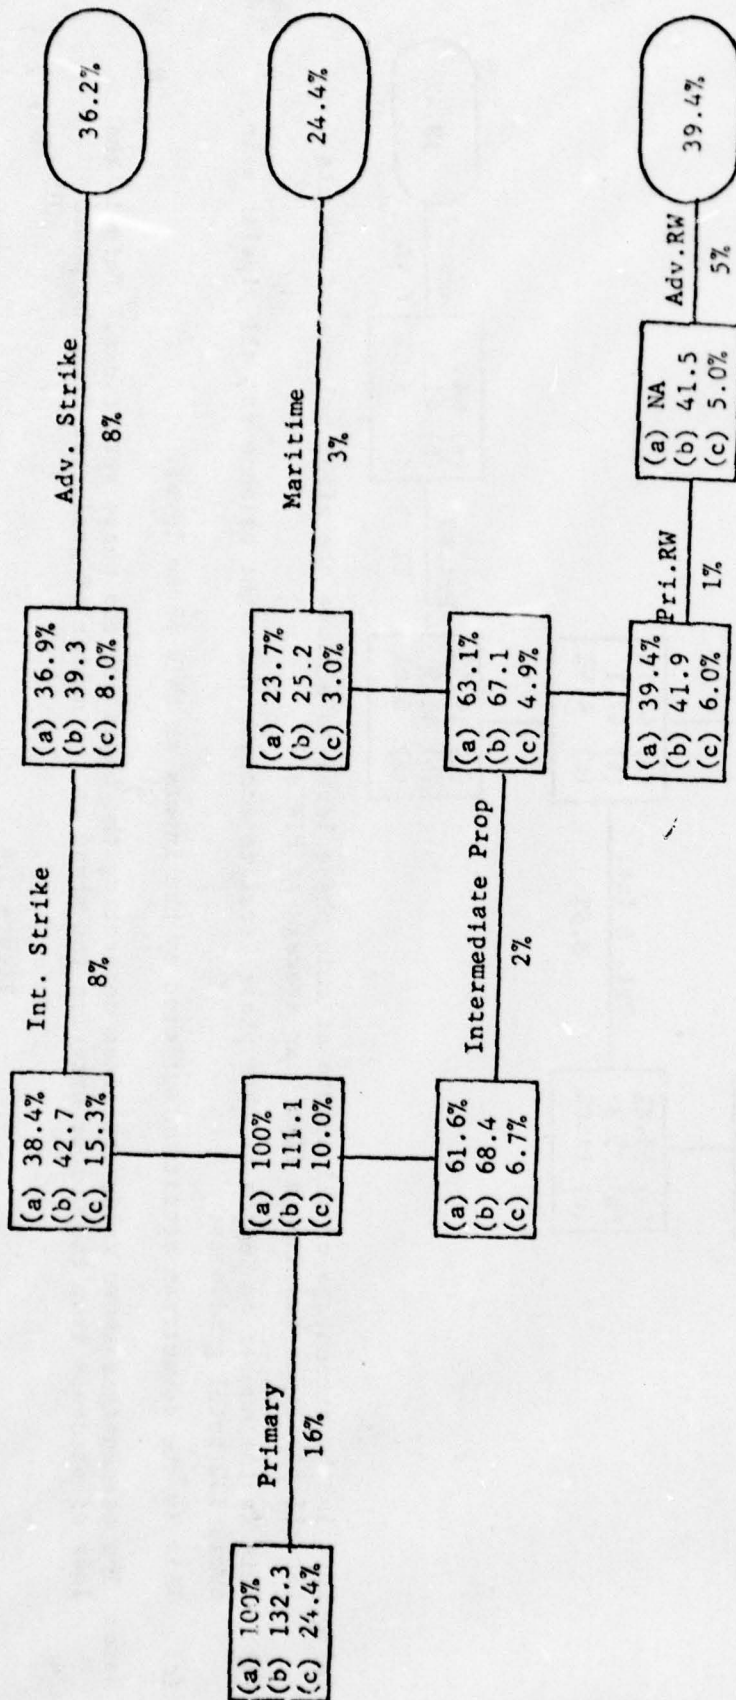 (a) 100%
(b) 132.3
(c) 24.4%
Primary
16%
(a) 38.4%
(b) 42.7
(c) 15.3%
(a) 100%
(b) 111.1
(c) 10.0%
(a) 61.6%
(b) 68.4
(c) 6.7%
Int. Strike
8%
Intermediate Prop
2%
(a) 36.9%
(b) 39.3
(c) 8.0%
(a) 23.7%
(b) 25.2
(c) 3.0%
(a) 63.1%
(b) 67.1
(c) 4.9%
(a) 39.4%
(b) 41.9
(c) 6.0%
Adv. Strike
8%
Maritime
3%
Pri.RW
1%
(a) NA
(b) 41.5
(c) 5.0%
Adv.RW
5%
36.2%
24.4%
39.4%